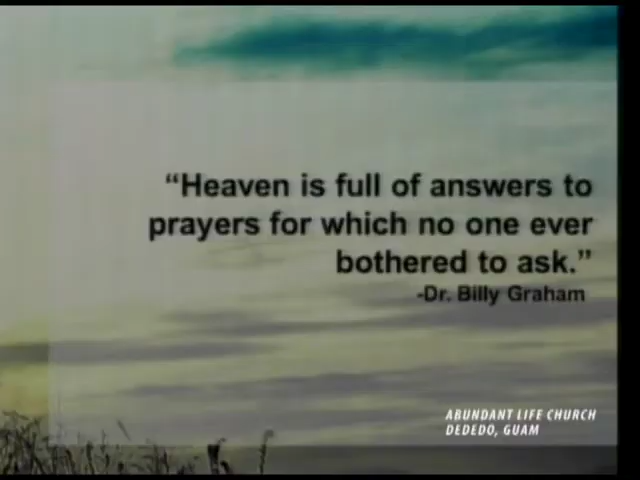 “Heaven is full of answers to
prayers for which no one ever
bothered to ask.”
-Dr. Billy Graham
ABUNDANT LIFE CHURCH
DEDEDO, GUAM